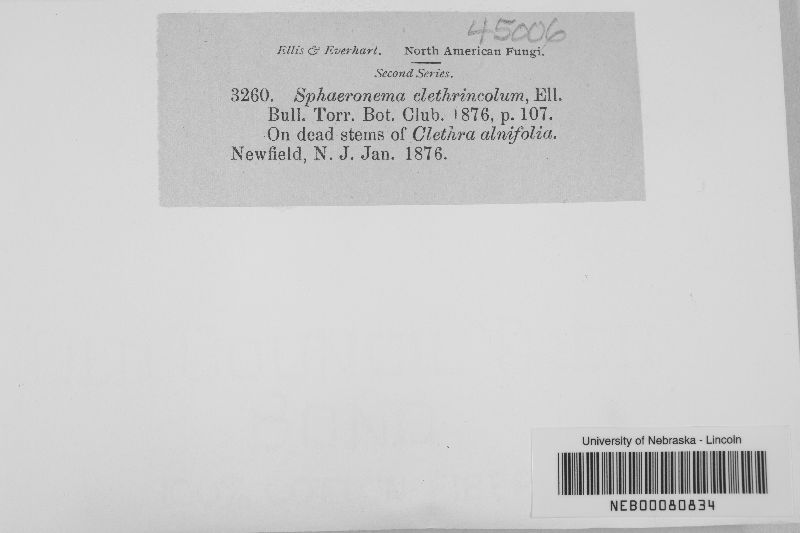 45006
Ellis & Everhart. North American Fungi.
Second Series.
3260. Sphaeronema clethrincolum, Ell.
Bull. Torr. Bot. Club. 1876, p. 107.
On dead stems of Clethra alnifolia.
Newfield, N. J. Jan. 1876.
University of Nebraska - Lincoln
NEB00080834